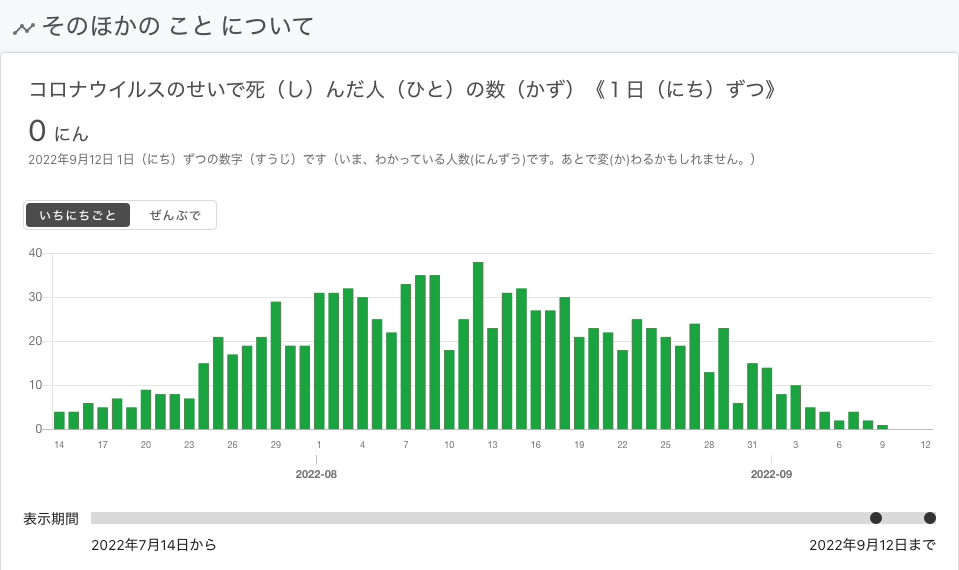 そのほかの こと について
コロナウイルスのせいで死（し）んだ人（ひと）の数（かず）《１日（にち）ずつ》
0 にん
2022年9月12日 1日（にち）ずつの数字（すうじ）です（いま、わかっている人数(にんずう)です。あとで変(か)わるかもしれません。）
いちにちごと ぜんぶで
40
30
20
10
0
14 17 20 23 26 29 1 4 7 10 13 16 19 22 25 28 31 3 6 9 12
2022-08 2022-09
表示期間
2022年7月14日から 2022年9月12日まで